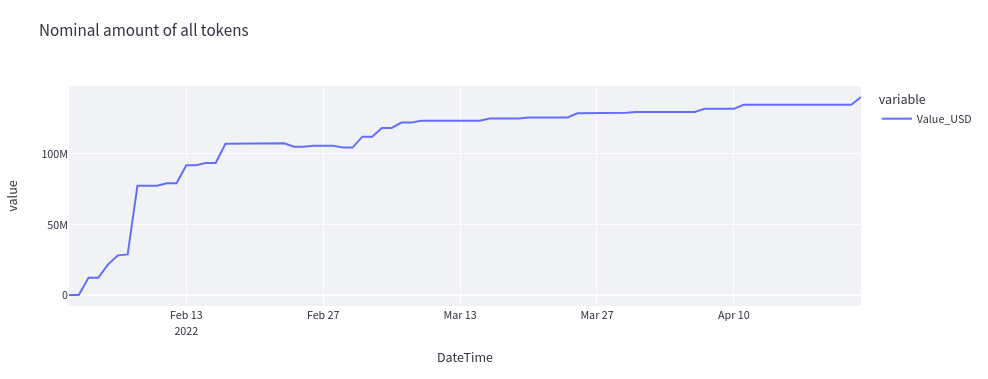 Nominal amount of all tokens
variable
Value_USD
value
100M
50M
0
Feb 13
2022
Feb 27
Mar 13
Mar 27
Apr 10
DateTime